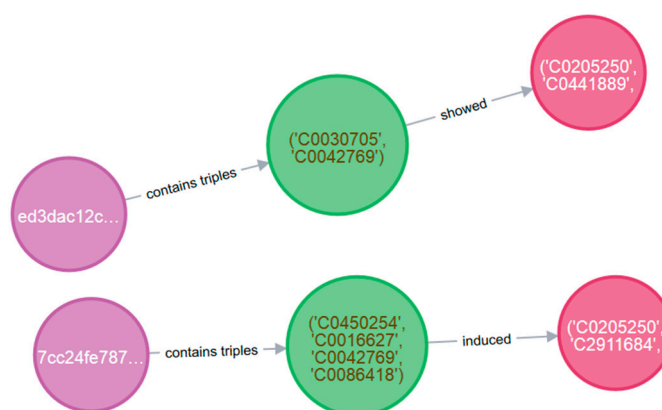 ('C0205250',
'C0441889',
showed
('C0030705',
'C0042769')
contains triples
ed3dac12c...
('C0450254',
'C0016627',
'C0042769',
'C0086418')
induced
('C0205250',
'C2911684',
contains triples
7cc24fe787...